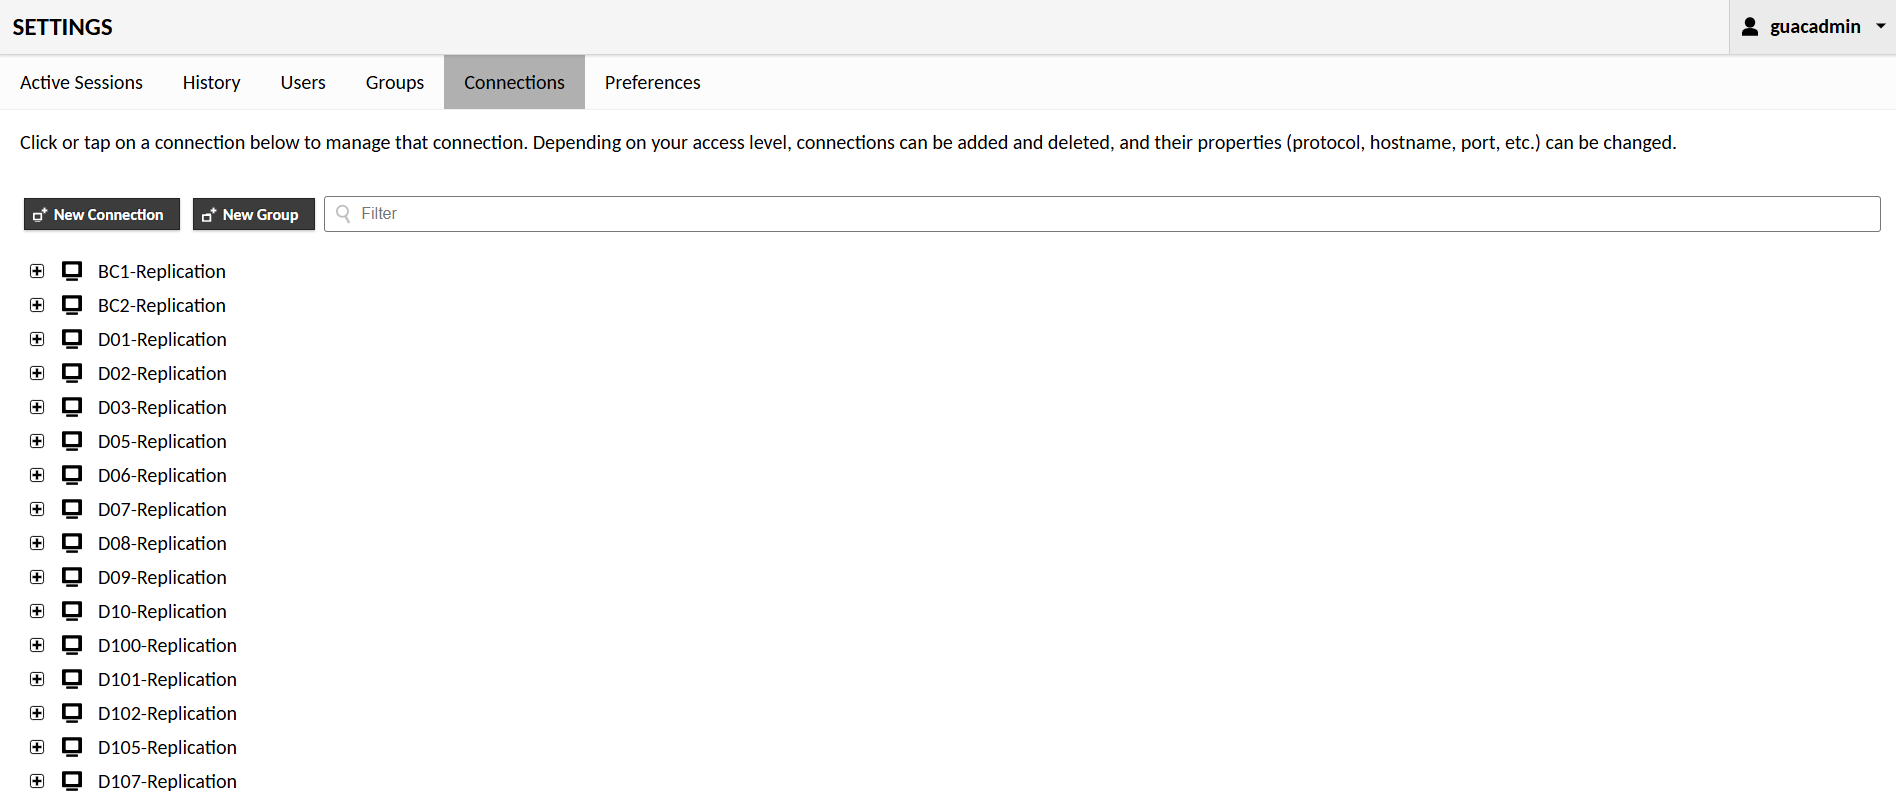 SETTINGS
guacadmin
Active Sessions History Users Groups Connections Preferences
Click or tap on a connection below to manage that connection. Depending on your access level, connections can be added and deleted, and their properties (protocol, hostname, port, etc.) can be changed.
New Connection New Group Filter
BC1-Replication
BC2-Replication
D01-Replication
D02-Replication
D03-Replication
D05-Replication
D06-Replication
D07-Replication
D08-Replication
D09-Replication
D10-Replication
D100-Replication
D101-Replication
D102-Replication
D105-Replication
D107-Replication